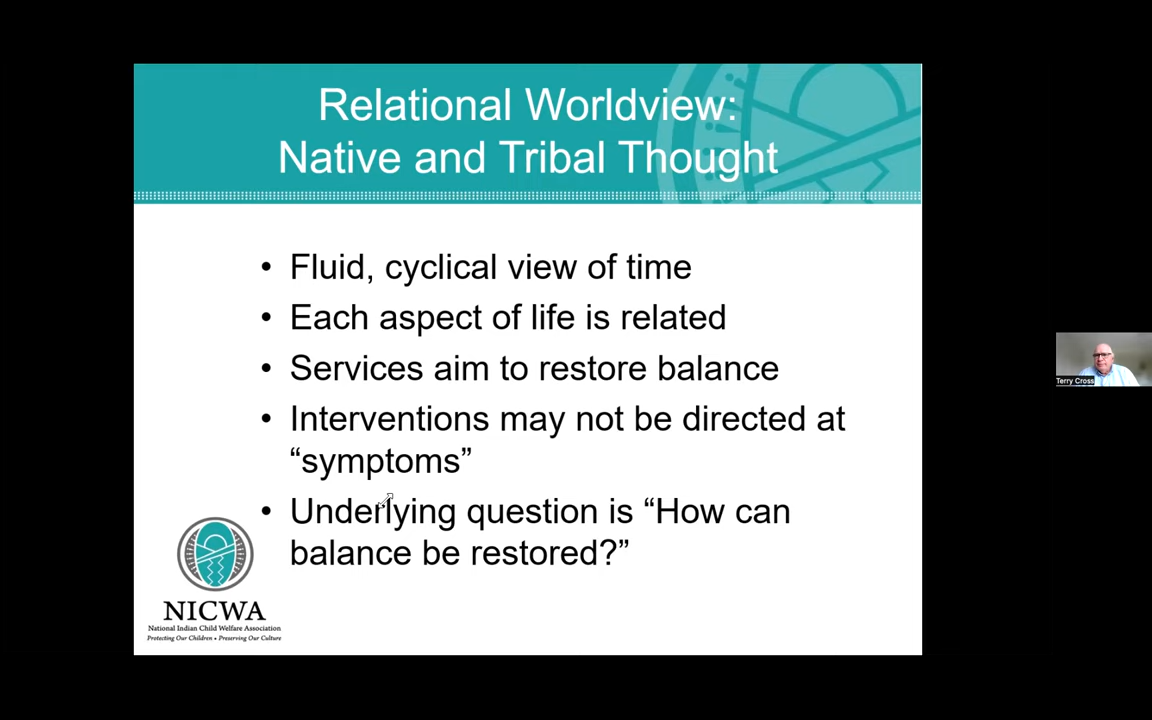 Relational Worldview:
Native and Tribal Thought
• Fluid, cyclical view of time
• Each aspect of life is related
• Services aim to restore balance
• Interventions may not be directed at
“symptoms”
• Underlying question is “How can
balance be restored?”
NICWA
National Indian Child Welfare Association
Protecting Our Children • Preserving Our Culture
Terry Cross